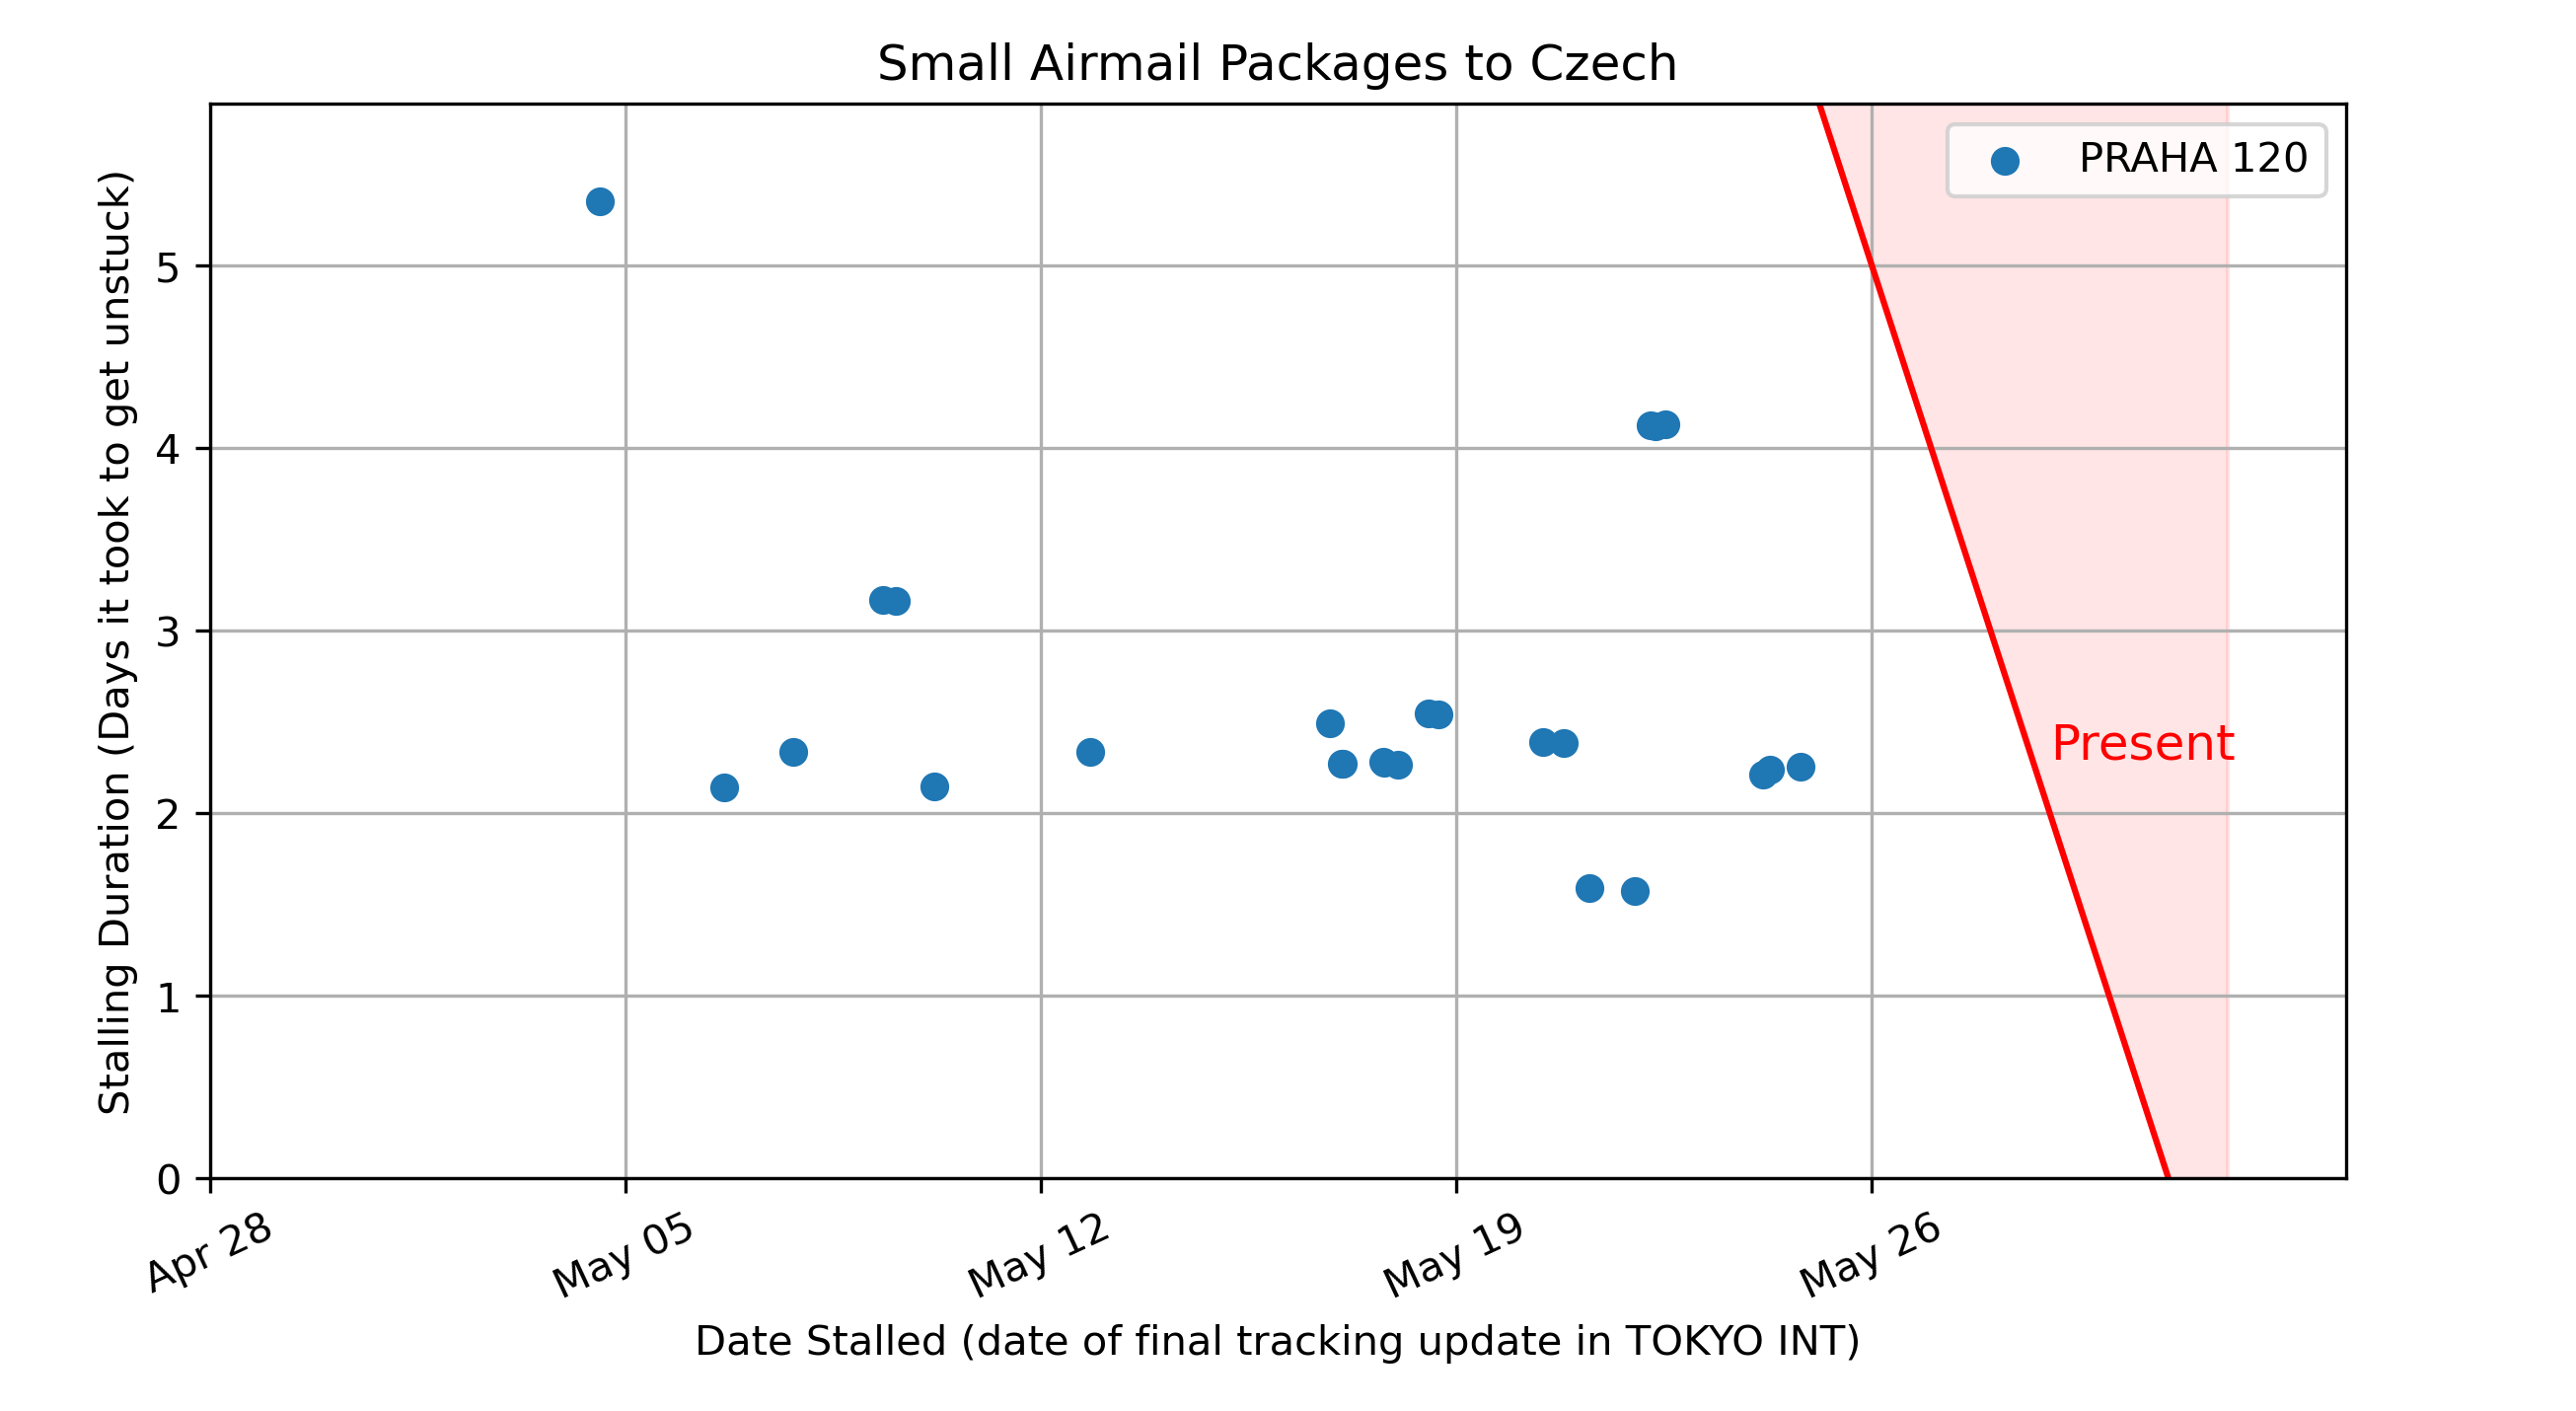 Small Airmail Packages to Czech
PRAHA 120
Stalling Duration (Days it took to get unstuck)
5
4
3
2
1
0
Present
Apr 28
May 05
May 12
May 19
May 26
Date Stalled (date of final tracking update in TOKYO INT)